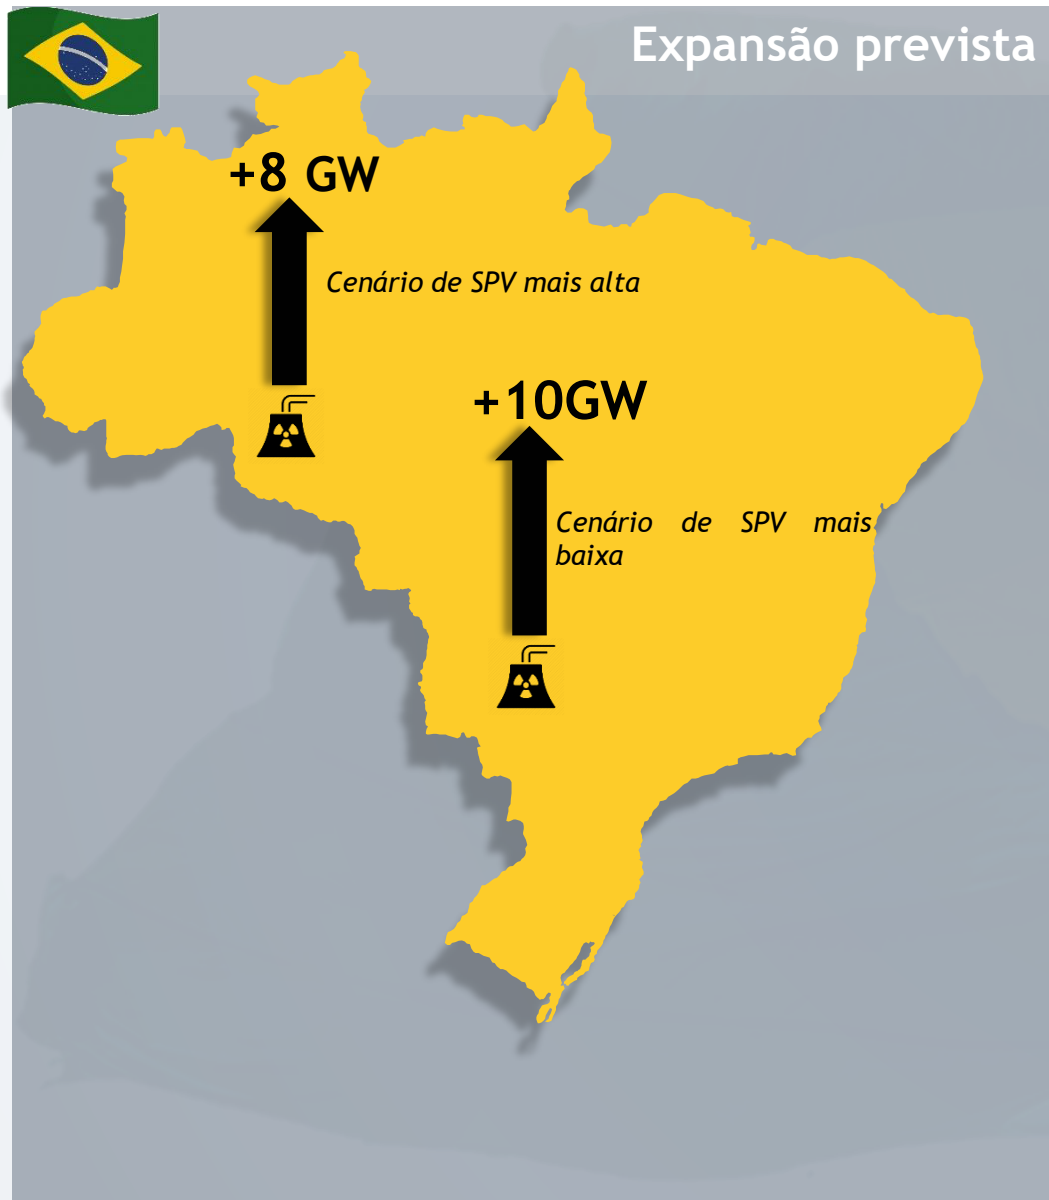 Expansão prevista
+8 GW
Cenário de SPV mais alta
+10GW
Cenário de SPV mais
baixa